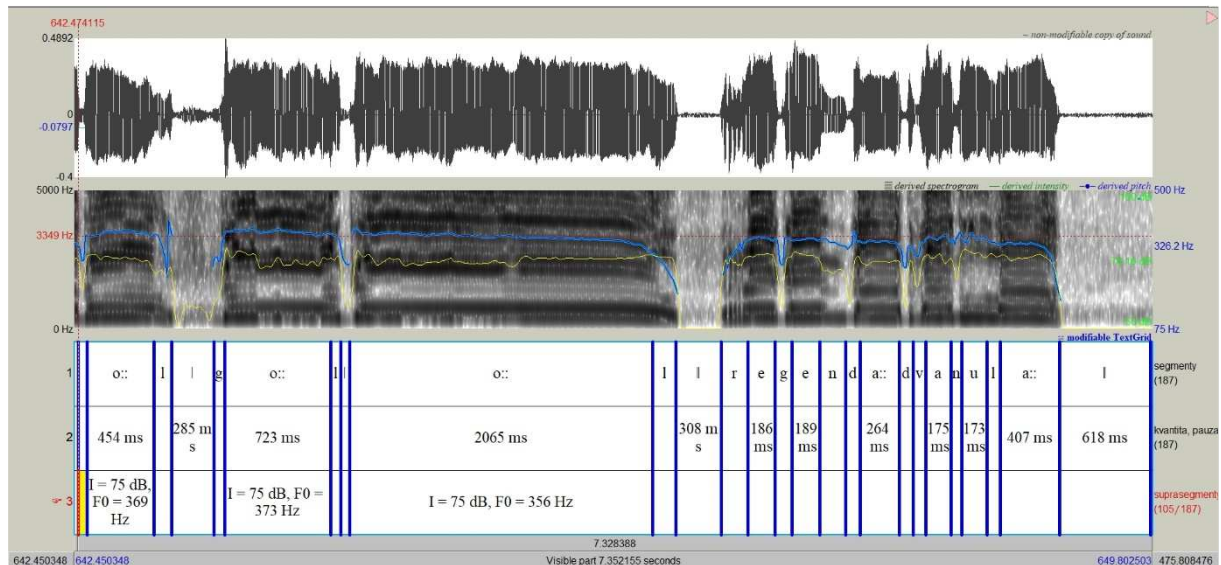 642.474115
0.4892
~ non-modifiable copy of sound
0
-0.0797
-0.4
5000 Hz
derived spectrogram — derived intensity derived pitch
500 Hz
3349 Hz
326.2 Hz
0 Hz
75 Hz
modifiable TextGrid
1 o:: l | g o:: l | o:: l | r e g e n d a:: d v a n u l a:: | segmenty (187)
2 454 ms 285 ms 723 ms 2065 ms 308 ms 186 ms 189 ms 264 ms 175 ms 173 ms 407 ms 618 ms kvantita, pauza (187)
3 I = 75 dB, F0 = 369 Hz I = 75 dB, F0 = 373 Hz I = 75 dB, F0 = 356 Hz suprasegmenty (105/187)
7.328388
642.450348 642.450348 Visible part 7.352155 seconds 649.802503 475.808476